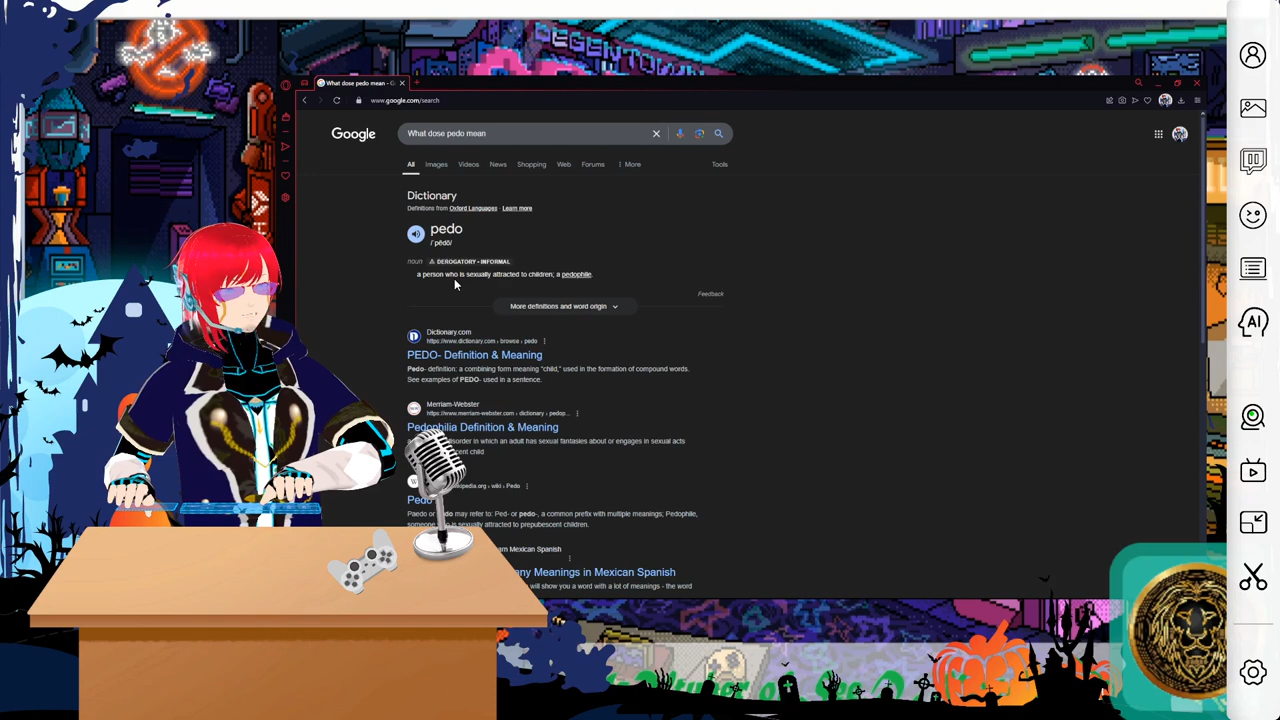 What dose pedo mean - G
www.google.com/search
Google
What dose pedo mean
All Images Videos News Shopping Web Forums More Tools
Dictionary
Definitions from Oxford Languages · Learn more
pedo
/ˈpēdō/
noun DEROGATORY • INFORMAL
a person who is sexually attracted to children; a pedophile.
Feedback
More definitions and word origin
Dictionary.com
https://www.dictionary.com › browse › pedo
PEDO- Definition & Meaning
Pedo- definition: a combining form meaning "child," used in the formation of compound words.
See examples of PEDO- used in a sentence.
Merriam-Webster
https://www.merriam-webster.com › dictionary › pedop...
Pedophilia Definition & Meaning
disorder in which an adult has sexual fantasies about or engages in sexual acts
child
› wiki › Pedo
Pedo
Paedo or pedo may refer to: Ped- or pedo-, a common prefix with multiple meanings; Pedophile,
someone who is sexually attracted to prepubescent children.
Mexican Spanish
Meanings in Mexican Spanish
will show you a word with a lot of meanings - the word
AI